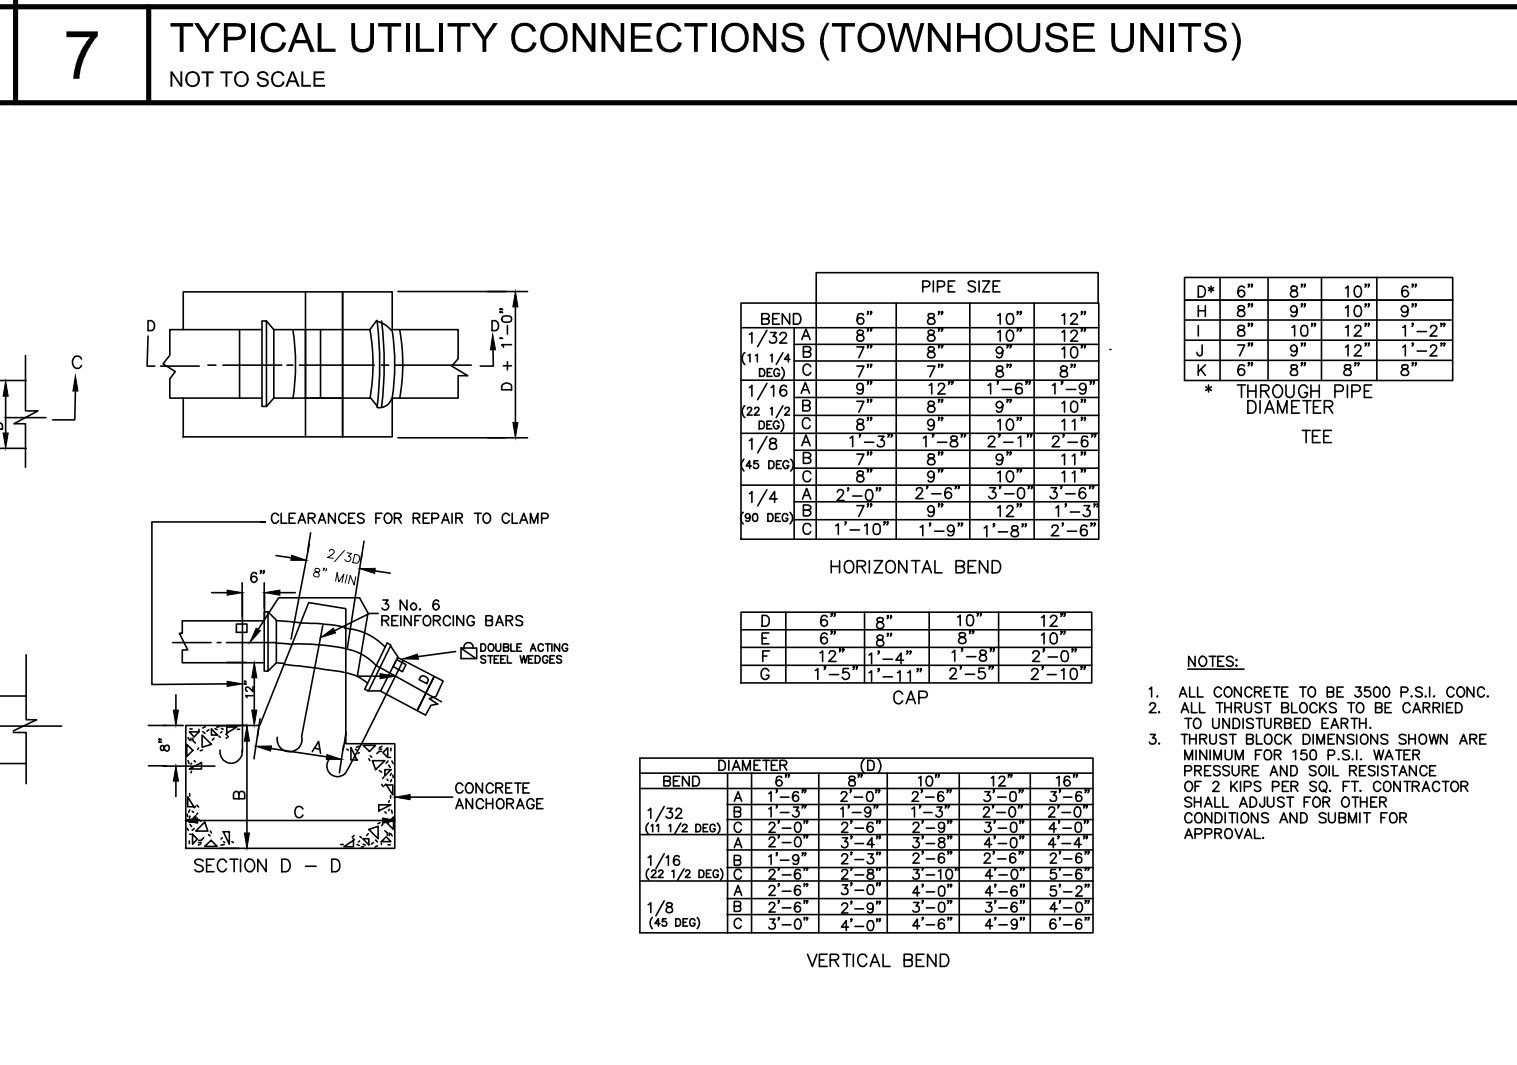 7
TYPICAL UTILITY CONNECTIONS (TOWNHOUSE UNITS)
NOT TO SCALE
C
D
D
D + 1'-0"
CLEARANCES FOR REPAIR TO CLAMP
2/3D
8" MIN
6"
3 No. 6
REINFORCING BARS
DOUBLE ACTING
STEEL WEDGES
D
12"
8"
A
B
C
CONCRETE
ANCHORAGE
SECTION D - D
PIPE SIZE
BEND 6" 8" 10" 12"
1/32 (11 1/4 DEG) A 8" 8" 10" 12"
B 7" 8" 9" 10"
C 7" 7" 8" 8"
1/16 (22 1/2 DEG) A 9" 12" 1'-6" 1'-9"
B 7" 8" 9" 10"
C 8" 9" 10" 11"
1/8 (45 DEG) A 1'-3" 1'-8" 2'-1" 2'-6"
B 7" 8" 9" 11"
C 8" 9" 10" 11"
1/4 (90 DEG) A 2'-0" 2'-6" 3'-0" 3'-6"
B 7" 9" 12" 1'-3"
C 1'-10" 1'-9" 1'-8" 2'-6"
HORIZONTAL BEND
D 6" 8" 10" 12"
E 6" 8" 8" 10"
F 12" 1'-4" 1'-8" 2'-0"
G 1'-5" 1'-11" 2'-5" 2'-10"
CAP
DIAMETER (D)
BEND 6" 8" 10" 12" 16"
1/32 (11 1/2 DEG) A 1'-6" 2'-0" 2'-6" 3'-0" 3'-6"
B 1'-3" 1'-9" 1'-3" 2'-0" 2'-0"
C 2'-0" 2'-6" 2'-9" 3'-0" 4'-0"
1/16 (22 1/2 DEG) A 2'-0" 3'-4" 3'-8" 4'-0" 4'-4"
B 1'-9" 2'-3" 2'-6" 2'-6" 2'-6"
C 2'-6" 2'-8" 3'-10" 4'-0" 5'-6"
1/8 (45 DEG) A 2'-6" 3'-0" 4'-0" 4'-6" 5'-2"
B 2'-6" 2'-9" 3'-0" 3'-6" 4'-0"
C 3'-0" 4'-0" 4'-6" 4'-9" 6'-6"
VERTICAL BEND
D* 6" 8" 10" 6"
H 8" 9" 10" 9"
I 8" 10" 12" 1'-2"
J 7" 9" 12" 1'-2"
K 6" 8" 8" 8"
* THROUGH PIPE
DIAMETER
TEE
NOTES:
1. ALL CONCRETE TO BE 3500 P.S.I. CONC.
2. ALL THRUST BLOCKS TO BE CARRIED
TO UNDISTURBED EARTH.
3. THRUST BLOCK DIMENSIONS SHOWN ARE
MINIMUM FOR 150 P.S.I. WATER
PRESSURE AND SOIL RESISTANCE
OF 2 KIPS PER SQ. FT. CONTRACTOR
SHALL ADJUST FOR OTHER
CONDITIONS AND SUBMIT FOR
APPROVAL.